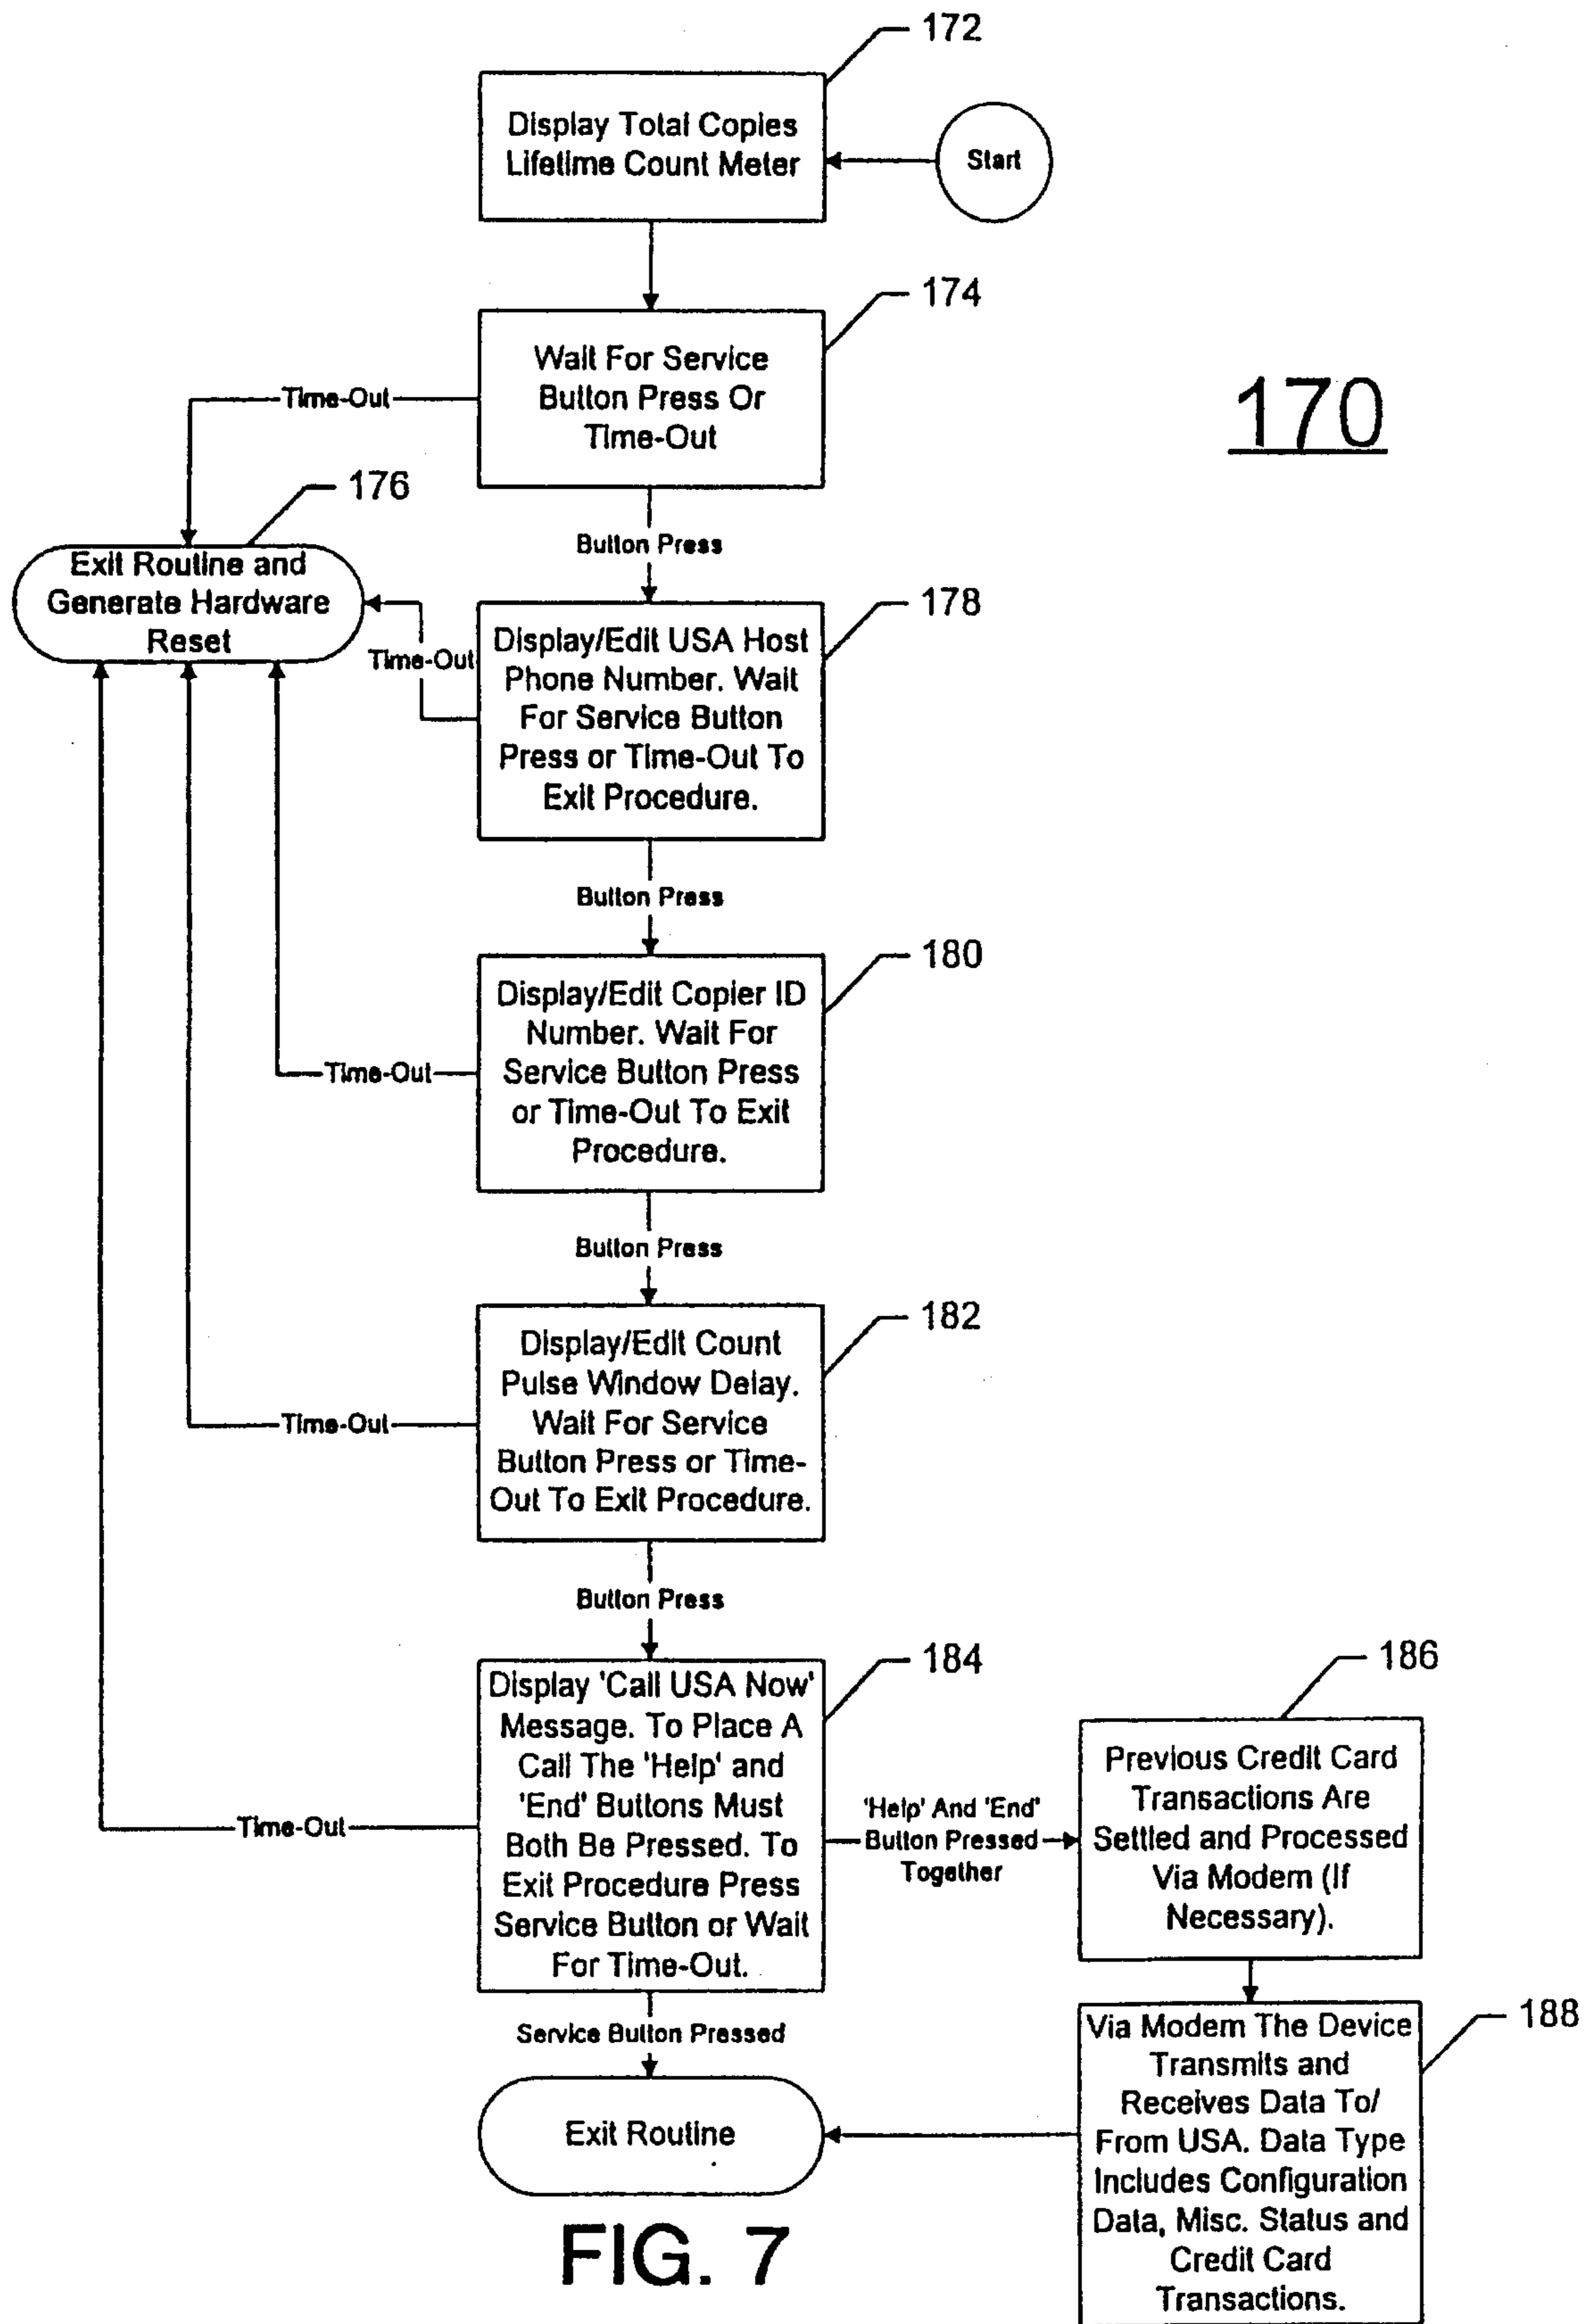 172
Display Total Copies
Lifetime Count Meter
Start
174
Wait For Service
Button Press Or
Time-Out
Time-Out
170
176
Exit Routine and
Generate Hardware
Reset
Button Press
178
Time-Out
Display/Edit USA Host
Phone Number. Wait
For Service Button
Press or Time-Out To
Exit Procedure.
Button Press
180
Display/Edit Copier ID
Number. Wait For
Service Button Press
or Time-Out To Exit
Procedure.
Time-Out
Button Press
182
Display/Edit Count
Pulse Window Delay.
Wait For Service
Button Press or Time-
Out To Exit Procedure.
Time-Out
Button Press
184
Display 'Call USA Now'
Message. To Place A
Call The 'Help' and
'End' Buttons Must
Both Be Pressed. To
Exit Procedure Press
Service Button or Wait
For Time-Out.
Time-Out
'Help' And 'End'
Button Pressed
Together
186
Previous Credit Card
Transactions Are
Settled and Processed
Via Modem (If
Necessary).
Service Button Pressed
188
Via Modem The Device
Transmits and
Receives Data To/
From USA. Data Type
Includes Configuration
Data, Misc. Status and
Credit Card
Transactions.
Exit Routine
FIG. 7